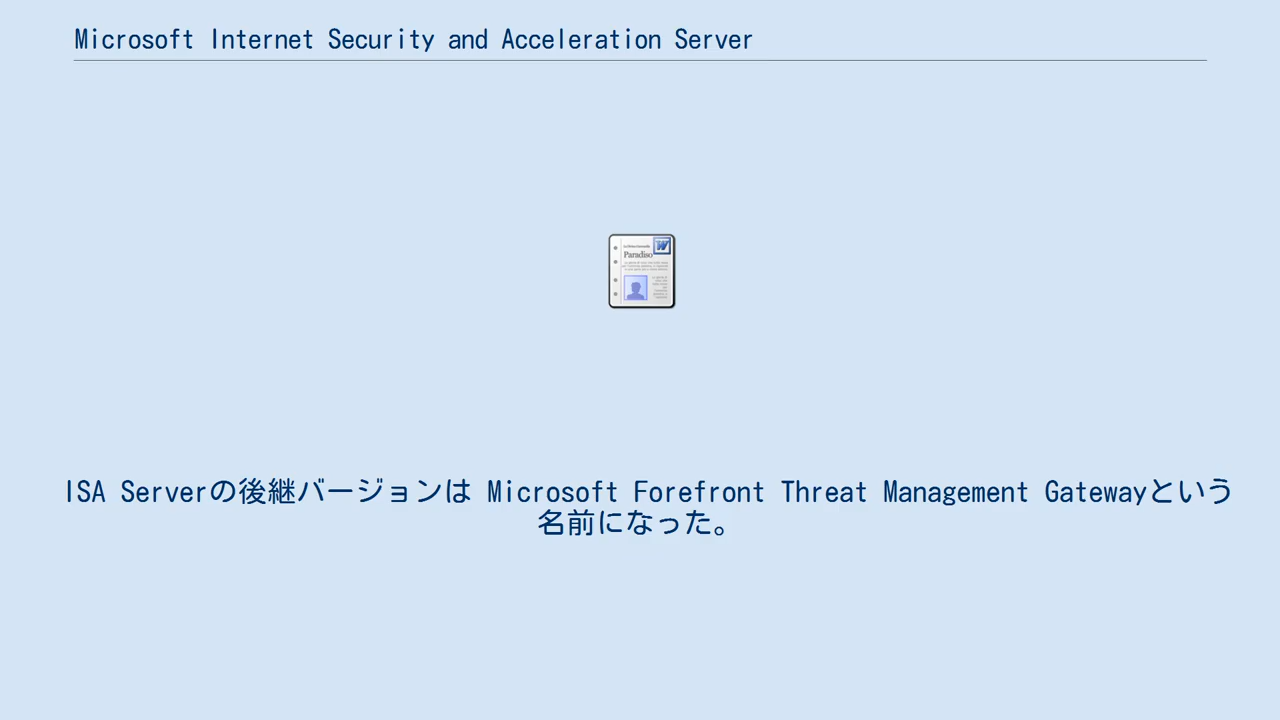 Microsoft Internet Security and Acceleration Server
Paradiso
W
ISA Serverの後継バージョンは Microsoft Forefront Threat Management Gatewayという
名前になった。